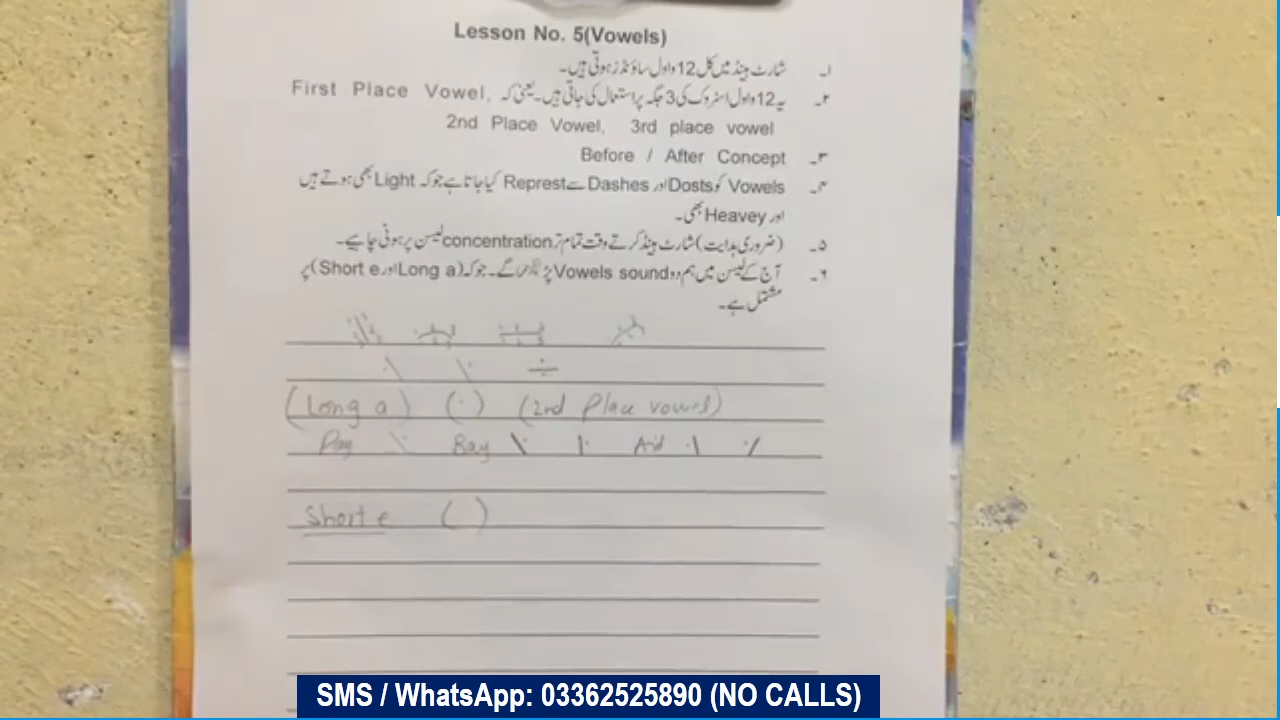 Lesson No. 5(Vowels)
۱۔ شارٹ ہینڈ میں کل 12 واول ساؤنڈز ہوتی ہیں۔
۲۔ یہ 12 واول اسٹروک کی 3 جگہ پر استعمال کی جاتی ہیں۔ یعنی کہ First Place Vowel,
2nd Place Vowel, 3rd place vowel
۳۔ Before / After Concept
۴۔ Vowels کو Dosts اور Dashes سے Represt کیا جاتا ہے جو کہ Light بھی ہوتے ہیں
اور Heavey بھی۔
۵۔ (ضروری ہدایت) شارٹ ہینڈ کرتے وقت تمام تر concentration لیسن پر ہونی چاہیے۔
۶۔ آج کے لیسن میں ہم دو Vowels sound گے۔ جو کہ (Long a اور Short e) پر
مشتمل ہے۔
(Long a) (·) (2nd Place vowel)
Pay Bay Aid
Short e ( )
SMS / WhatsApp: 03362525890 (NO CALLS)